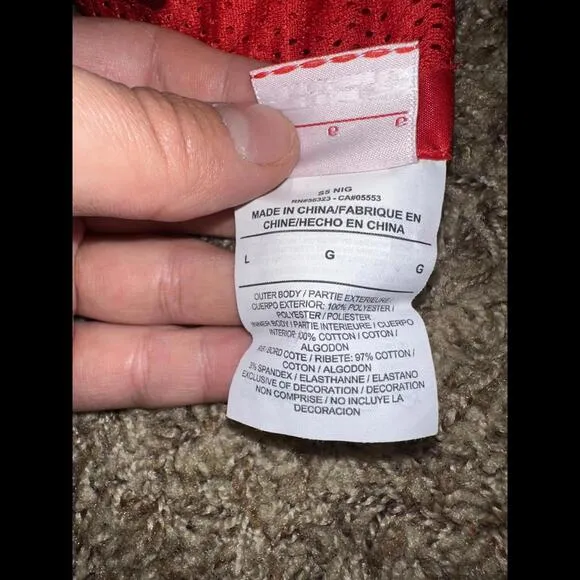 S5 NIG
RN#56323 - CA#05553
MADE IN CHINA/FABRIQUE EN
CHINE/HECHO EN CHINA
L G G
OUTER BODY / PARTIE EXTERIEURE/
CUERPO EXTERIOR: 100% POLYESTER/
POLYESTER / POLIESTER
INNER BODY / PARTIE INTERIEURE / CUERPO
INTERIOR: 100% COTTON / COTON /
ALGODON
RIB / BORD COTE / RIBETE: 97% COTTON /
COTON / ALGODON
3% SPANDEX / ELASTHANNE / ELASTANO
EXCLUSIVE OF DECORATION / DECORATION
NON COMPRISE / NO INCLUYE LA
DECORACION